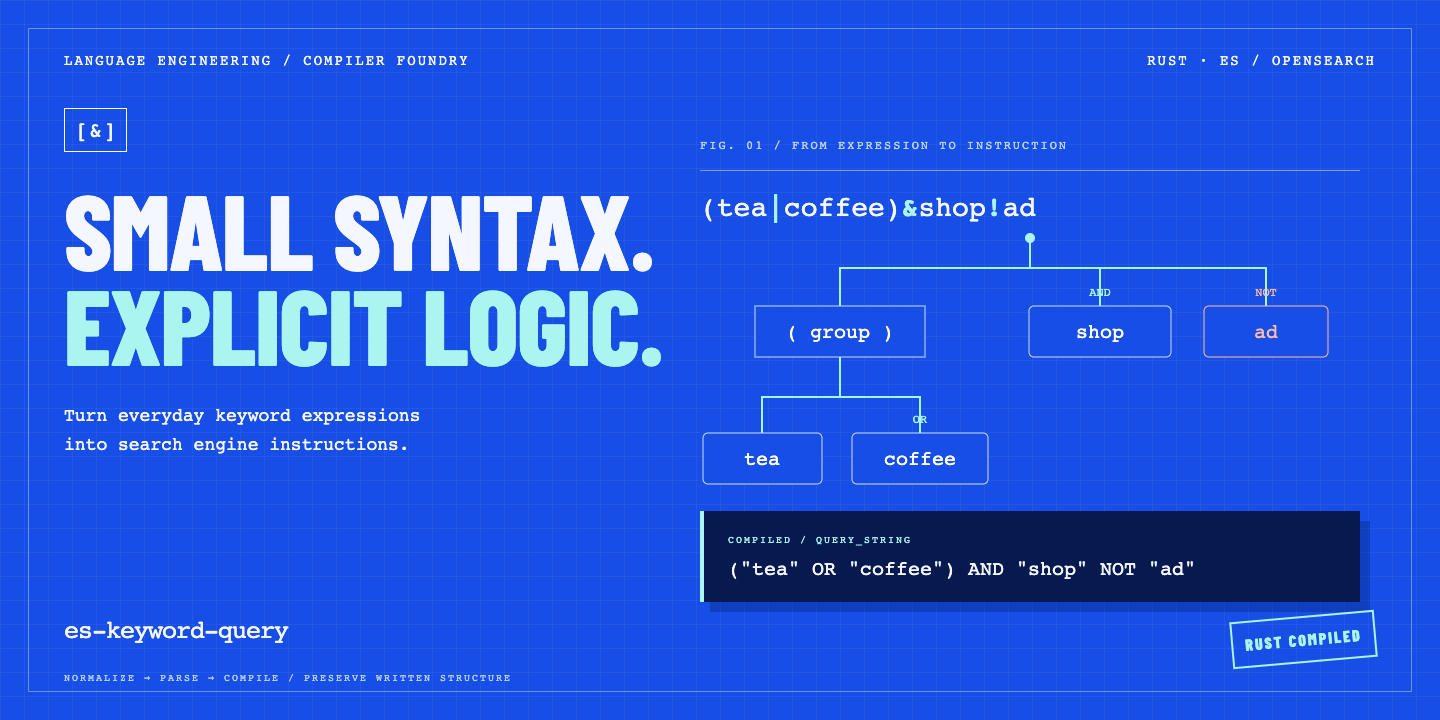 LANGUAGE ENGINEERING / COMPILER FOUNDRY
RUST · ES / OPENSEARCH
[&]
SMALL SYNTAX.
EXPLICIT LOGIC.
Turn everyday keyword expressions
into search engine instructions.
es-keyword-query
NORMALIZE → PARSE → COMPILE / PRESERVE WRITTEN STRUCTURE
FIG. 01 / FROM EXPRESSION TO INSTRUCTION
(tea|coffee)&shop!ad
AND
NOT
( group )
shop
ad
OR
tea
coffee
COMPILED / QUERY_STRING
("tea" OR "coffee") AND "shop" NOT "ad"
RUST COMPILED